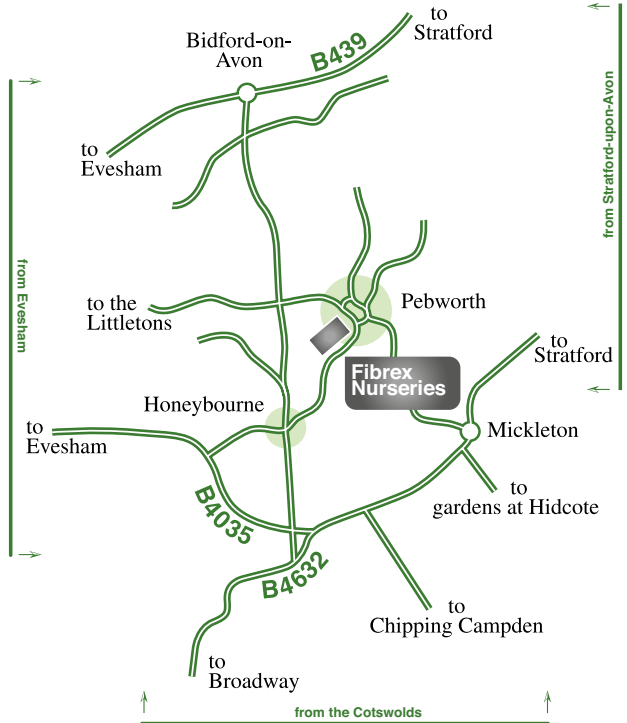 to
Stratford
Bidford-on-
Avon
B439
to
Evesham
from Stratford-upon-Avon
from Evesham
to the
Littletons
Pebworth
to
Stratford
Fibrex
Nurseries
Honeybourne
to
Evesham
Mickleton
to
gardens at Hidcote
B4035
B4632
to
Chipping Campden
to
Broadway
from the Cotswolds